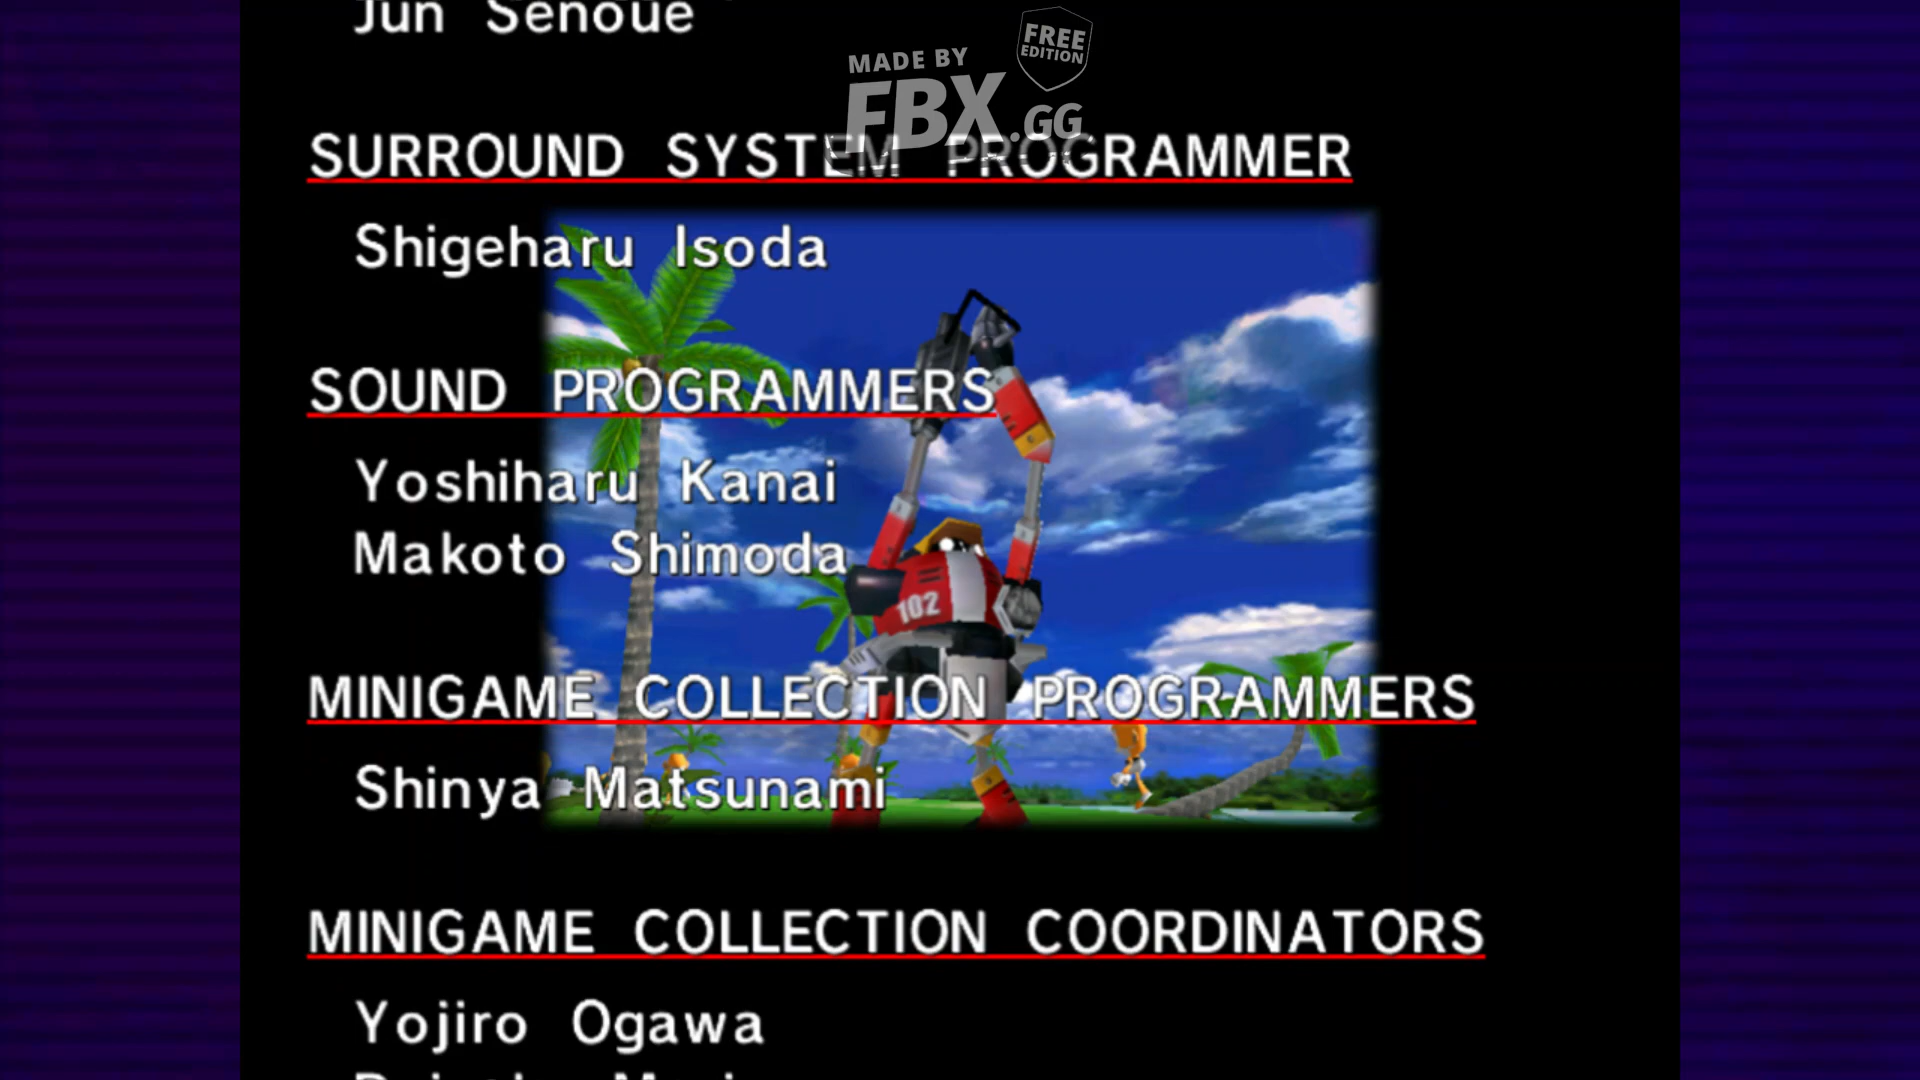 Jun Senoue
MADE BY
FBX.GG
FREE
EDITION
SURROUND SYSTEM PROGRAMMER
Shigeharu Isoda
SOUND PROGRAMMERS
Yoshiharu Kanai
Makoto Shimoda
102
MINIGAME COLLECTION PROGRAMMERS
Shinya Matsunami
MINIGAME COLLECTION COORDINATORS
Yojiro Ogawa